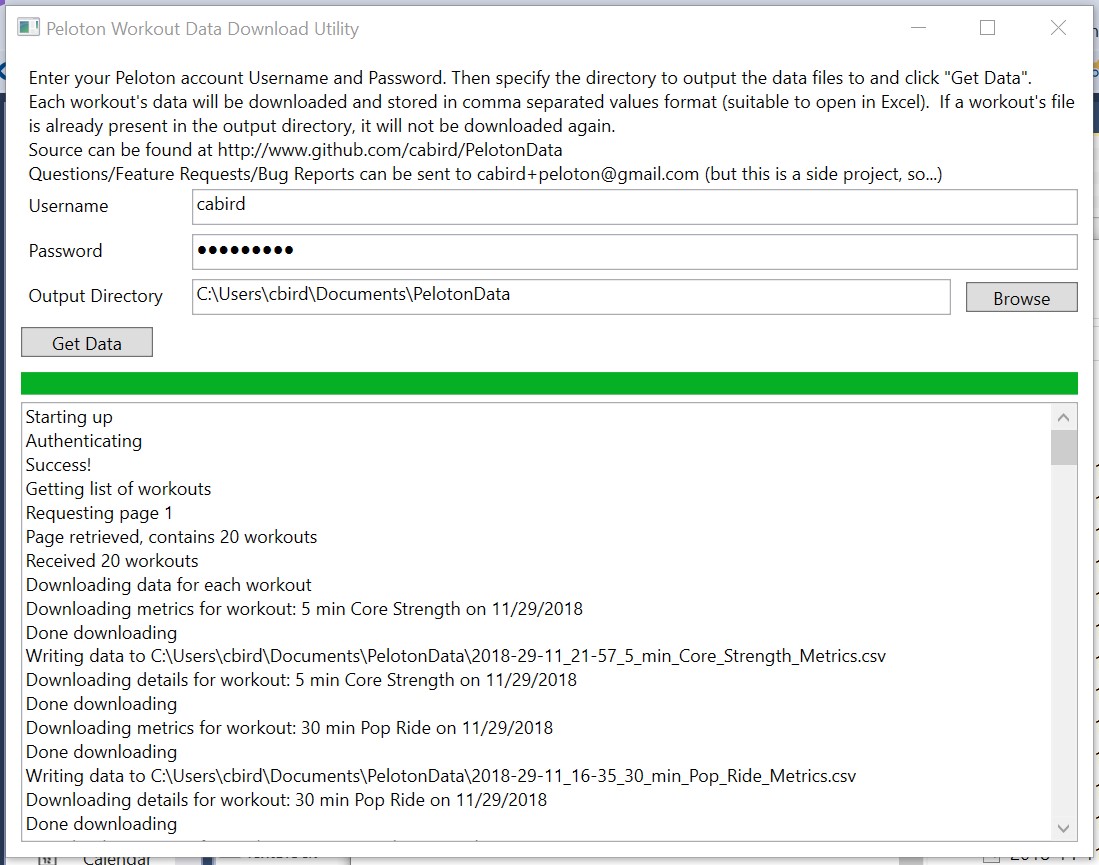 Peloton Workout Data Download Utility
Enter your Peloton account Username and Password. Then specify the directory to output the data files to and click "Get Data".
Each workout's data will be downloaded and stored in comma separated values format (suitable to open in Excel).  If a workout's file
is already present in the output directory, it will not be downloaded again.
Source can be found at http://www.github.com/cabird/PelotonData
Questions/Feature Requests/Bug Reports can be sent to cabird+peloton@gmail.com (but this is a side project, so...)
Username cabird
Password ●●●●●●●●●
Output Directory C:\Users\cbird\Documents\PelotonData Browse
Get Data
Starting up
Authenticating
Success!
Getting list of workouts
Requesting page 1
Page retrieved, contains 20 workouts
Received 20 workouts
Downloading data for each workout
Downloading metrics for workout: 5 min Core Strength on 11/29/2018
Done downloading
Writing data to C:\Users\cbird\Documents\PelotonData\2018-29-11_21-57_5_min_Core_Strength_Metrics.csv
Downloading details for workout: 5 min Core Strength on 11/29/2018
Done downloading
Downloading metrics for workout: 30 min Pop Ride on 11/29/2018
Done downloading
Writing data to C:\Users\cbird\Documents\PelotonData\2018-29-11_16-35_30_min_Pop_Ride_Metrics.csv
Downloading details for workout: 30 min Pop Ride on 11/29/2018
Done downloading
Calendar